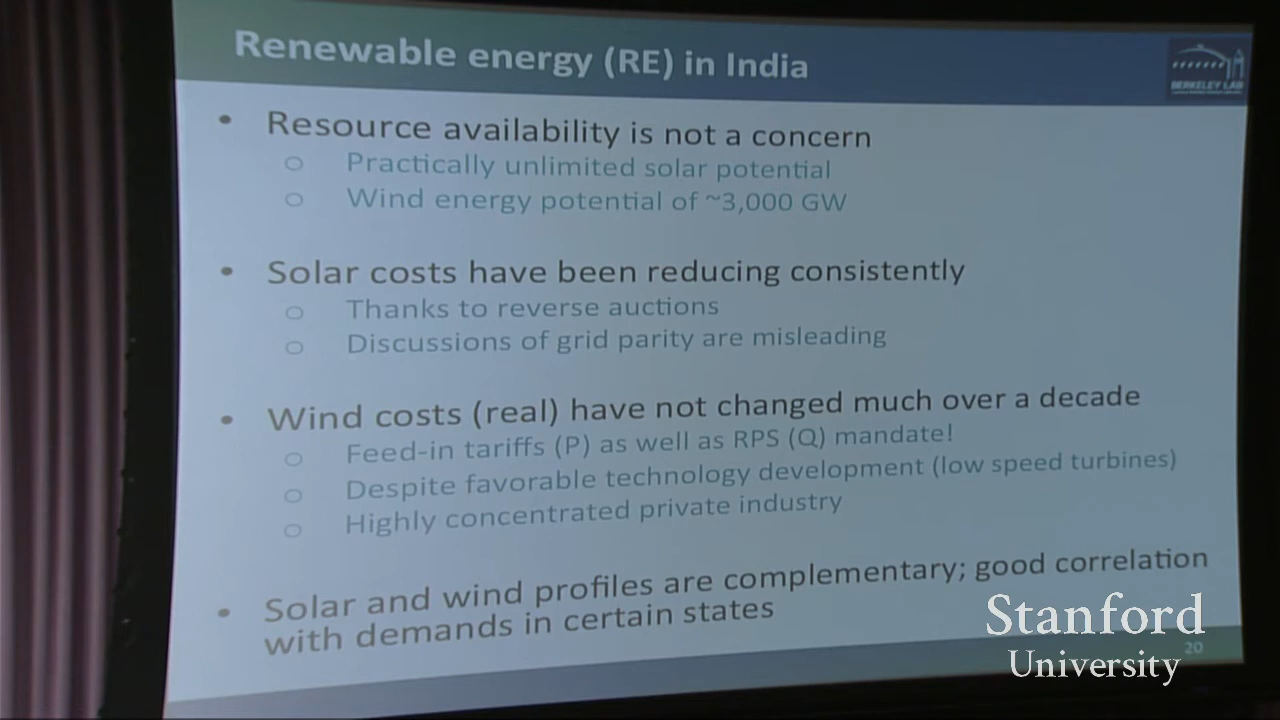 Renewable energy (RE) in India
BERKELEY LAB
• Resource availability is not a concern
○ Practically unlimited solar potential
○ Wind energy potential of ~3,000 GW
• Solar costs have been reducing consistently
○ Thanks to reverse auctions
○ Discussions of grid parity are misleading
• Wind costs (real) have not changed much over a decade
○ Feed-in tariffs (P) as well as RPS (Q) mandate!
○ Despite favorable technology development (low speed turbines)
○ Highly concentrated private industry
• Solar and wind profiles are complementary; good correlation
with demands in certain states
Stanford
University
20